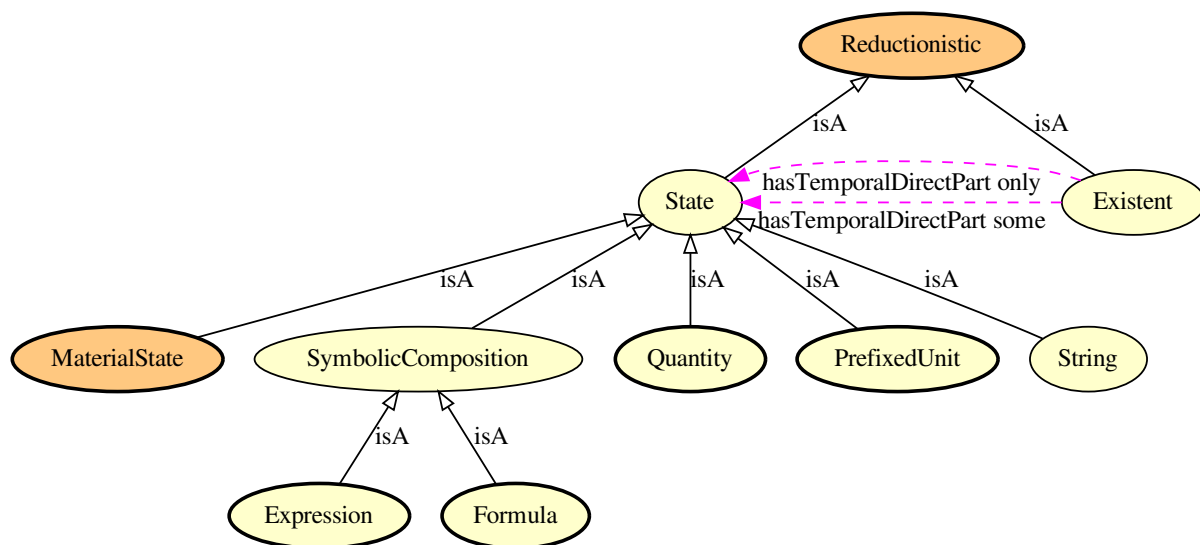 Reductionistic
isA
isA
hasTemporalDirectPart only
State
Existent
hasTemporalDirectPart some
isA
isA
isA
isA
isA
MaterialState
SymbolicComposition
Quantity
PrefixedUnit
String
isA
isA
Expression
Formula